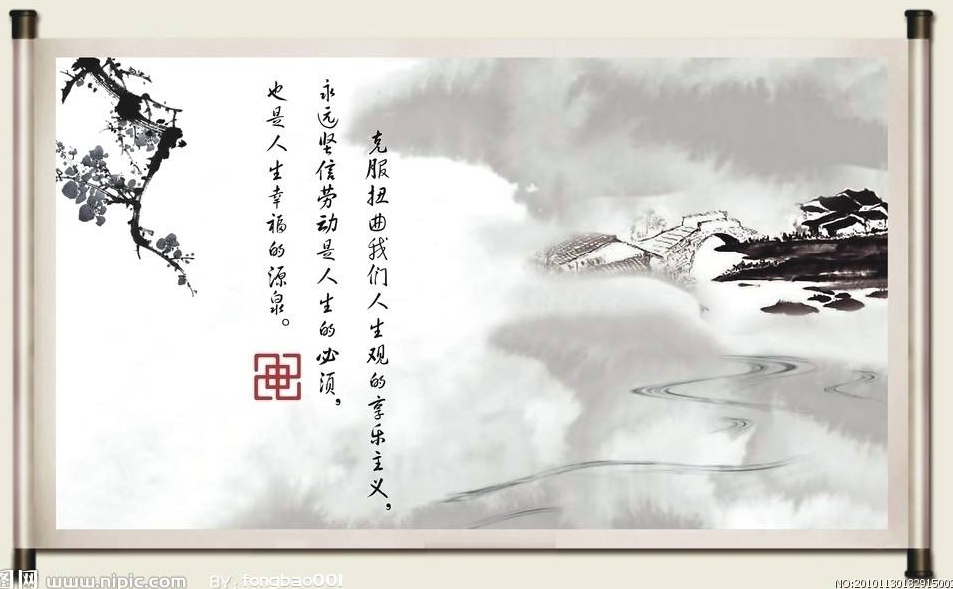 克服扭曲我们人生观的享乐主义，
永远坚信劳动是人生的必须，
也是人生幸福的源泉。
图网 www.nipic.com BY:fongbao001
NO:2010113018291500